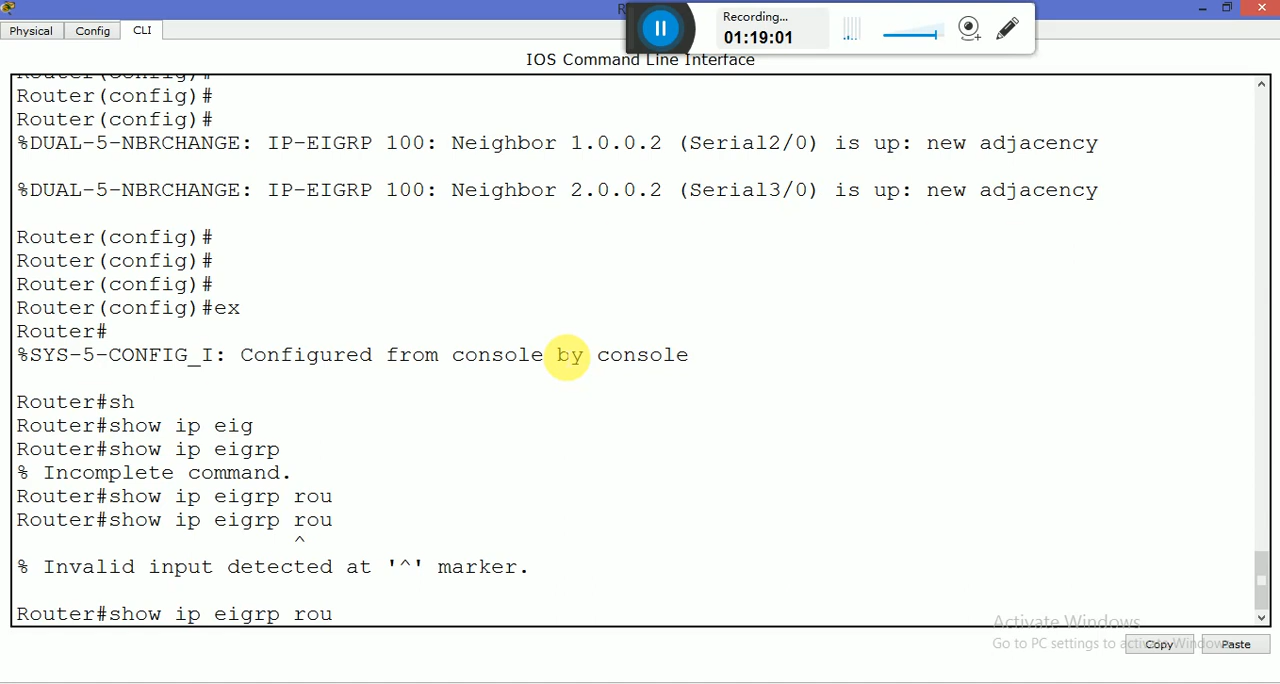 Physical
Config
CLI
Recording...
01:19:01
IOS Command Line Interface
Router(config)#
Router(config)#
Router(config)#
%DUAL-5-NBRCHANGE: IP-EIGRP 100: Neighbor 1.0.0.2 (Serial2/0) is up: new adjacency
%DUAL-5-NBRCHANGE: IP-EIGRP 100: Neighbor 2.0.0.2 (Serial3/0) is up: new adjacency
Router(config)#
Router(config)#
Router(config)#
Router(config)#ex
Router#
%SYS-5-CONFIG_I: Configured from console by console
Router#sh
Router#show ip eig
Router#show ip eigrp
% Incomplete command.
Router#show ip eigrp rou
Router#show ip eigrp rou
^
% Invalid input detected at '^' marker.
Router#show ip eigrp rou
Activate Windows
Go to PC settings to activate Windows.
Copy
Paste